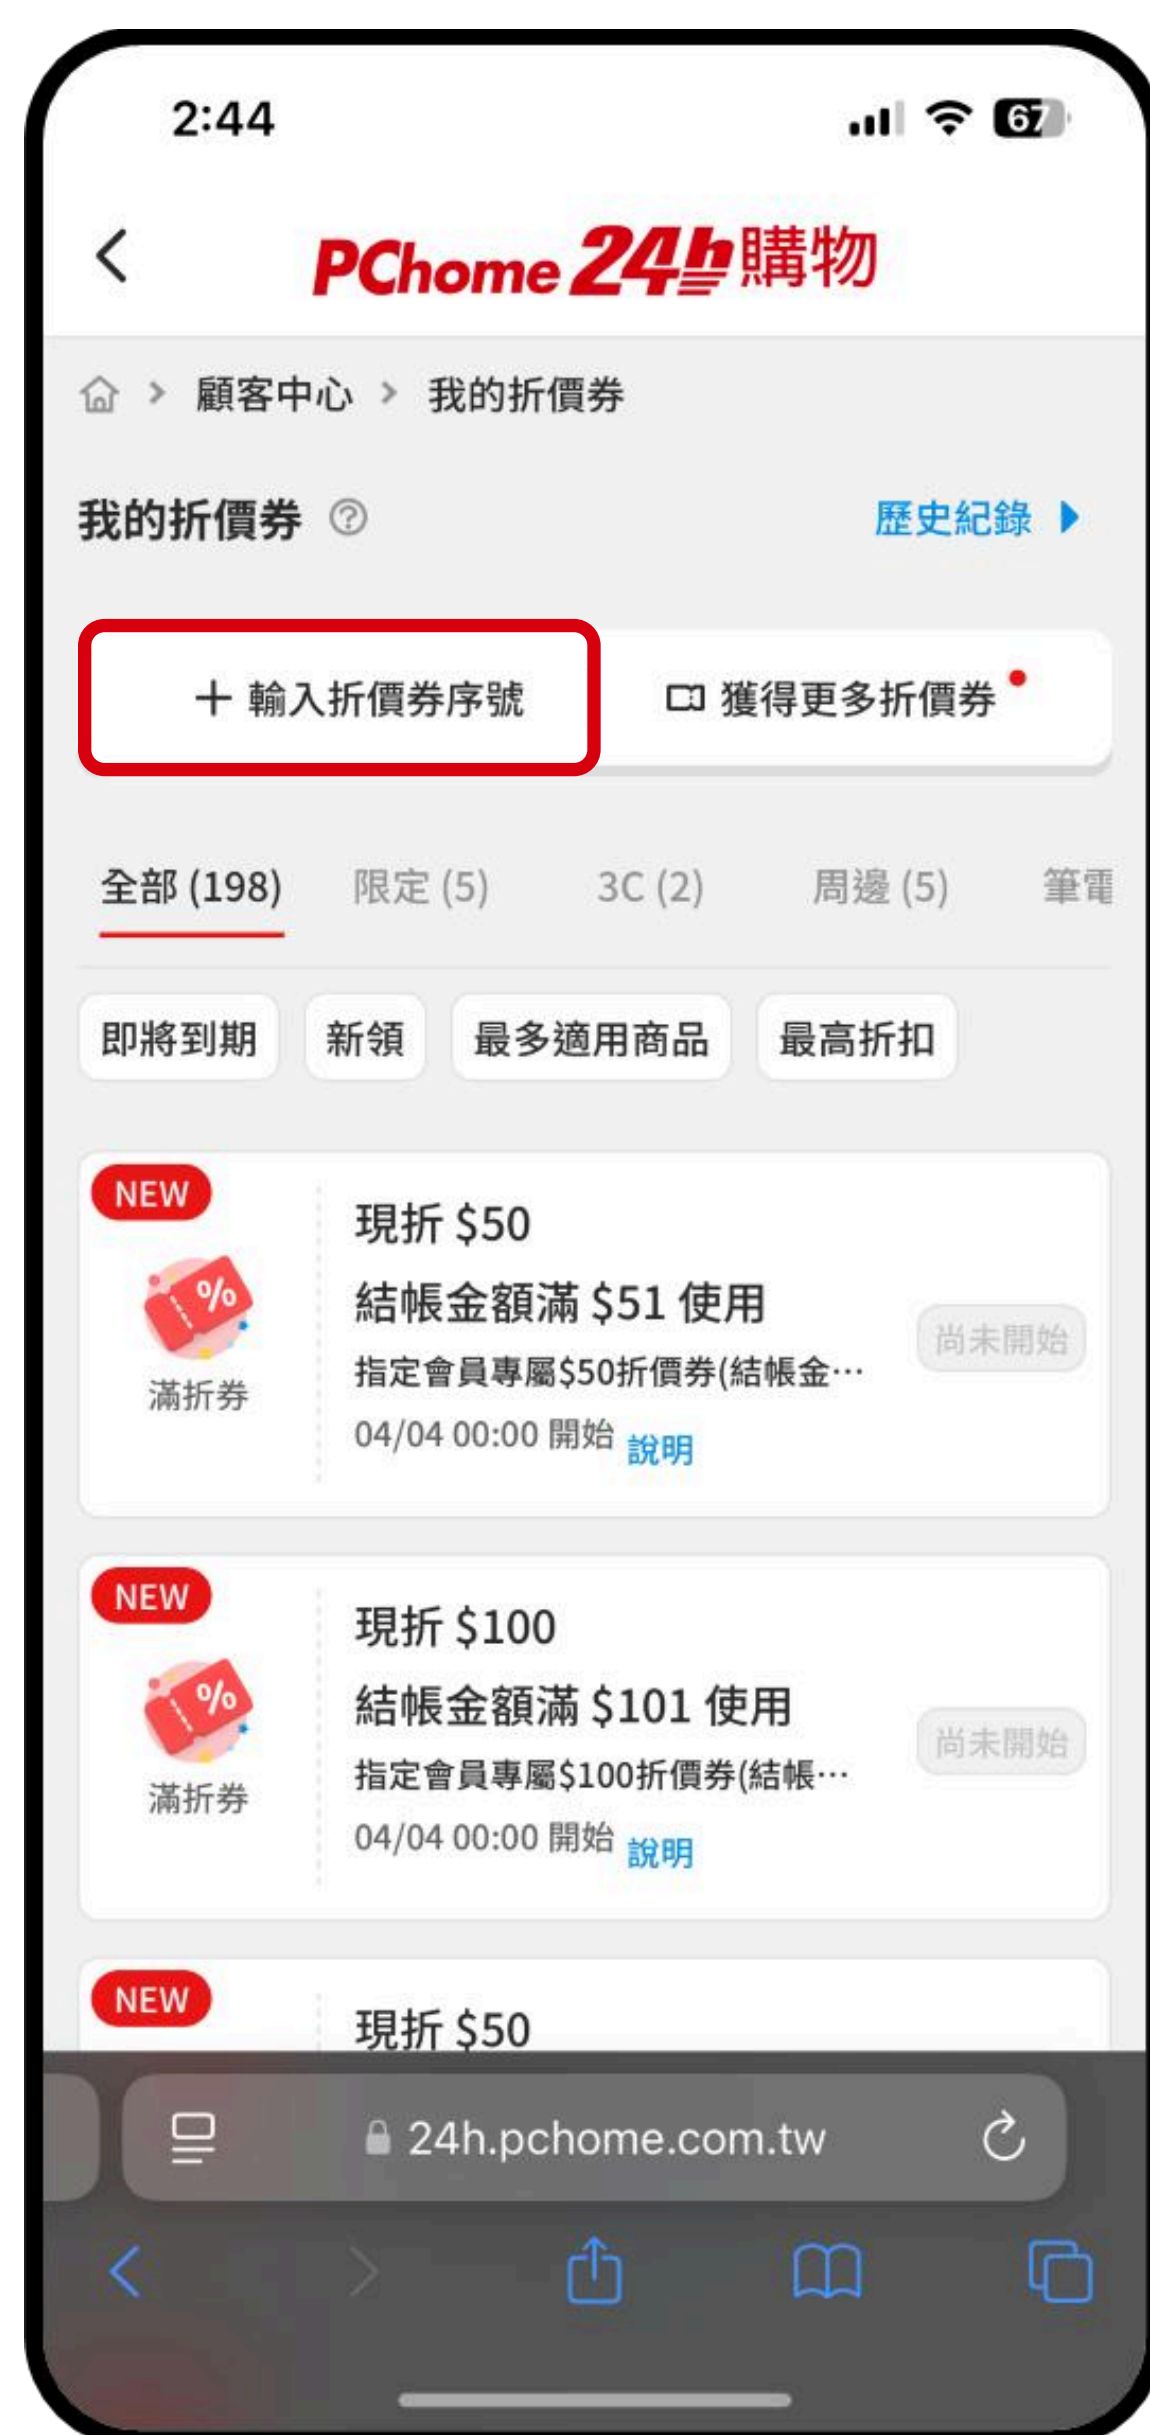 2:44
67
PChome 24h購物
顧客中心 > 我的折價券
我的折價券 ?
歷史紀錄
+ 輸入折價券序號
獲得更多折價券
全部 (198) 限定 (5) 3C (2) 周邊 (5) 筆電
即將到期 新領 最多適用商品 最高折扣
NEW
現折 $50
%
結帳金額滿 $51 使用
尚未開始
指定會員專屬$50折價券(結帳金…
滿折券
04/04 00:00 開始 說明
NEW
現折 $100
%
結帳金額滿 $101 使用
尚未開始
指定會員專屬$100折價券(結帳…
滿折券
04/04 00:00 開始 說明
NEW
現折 $50
24h.pchome.com.tw